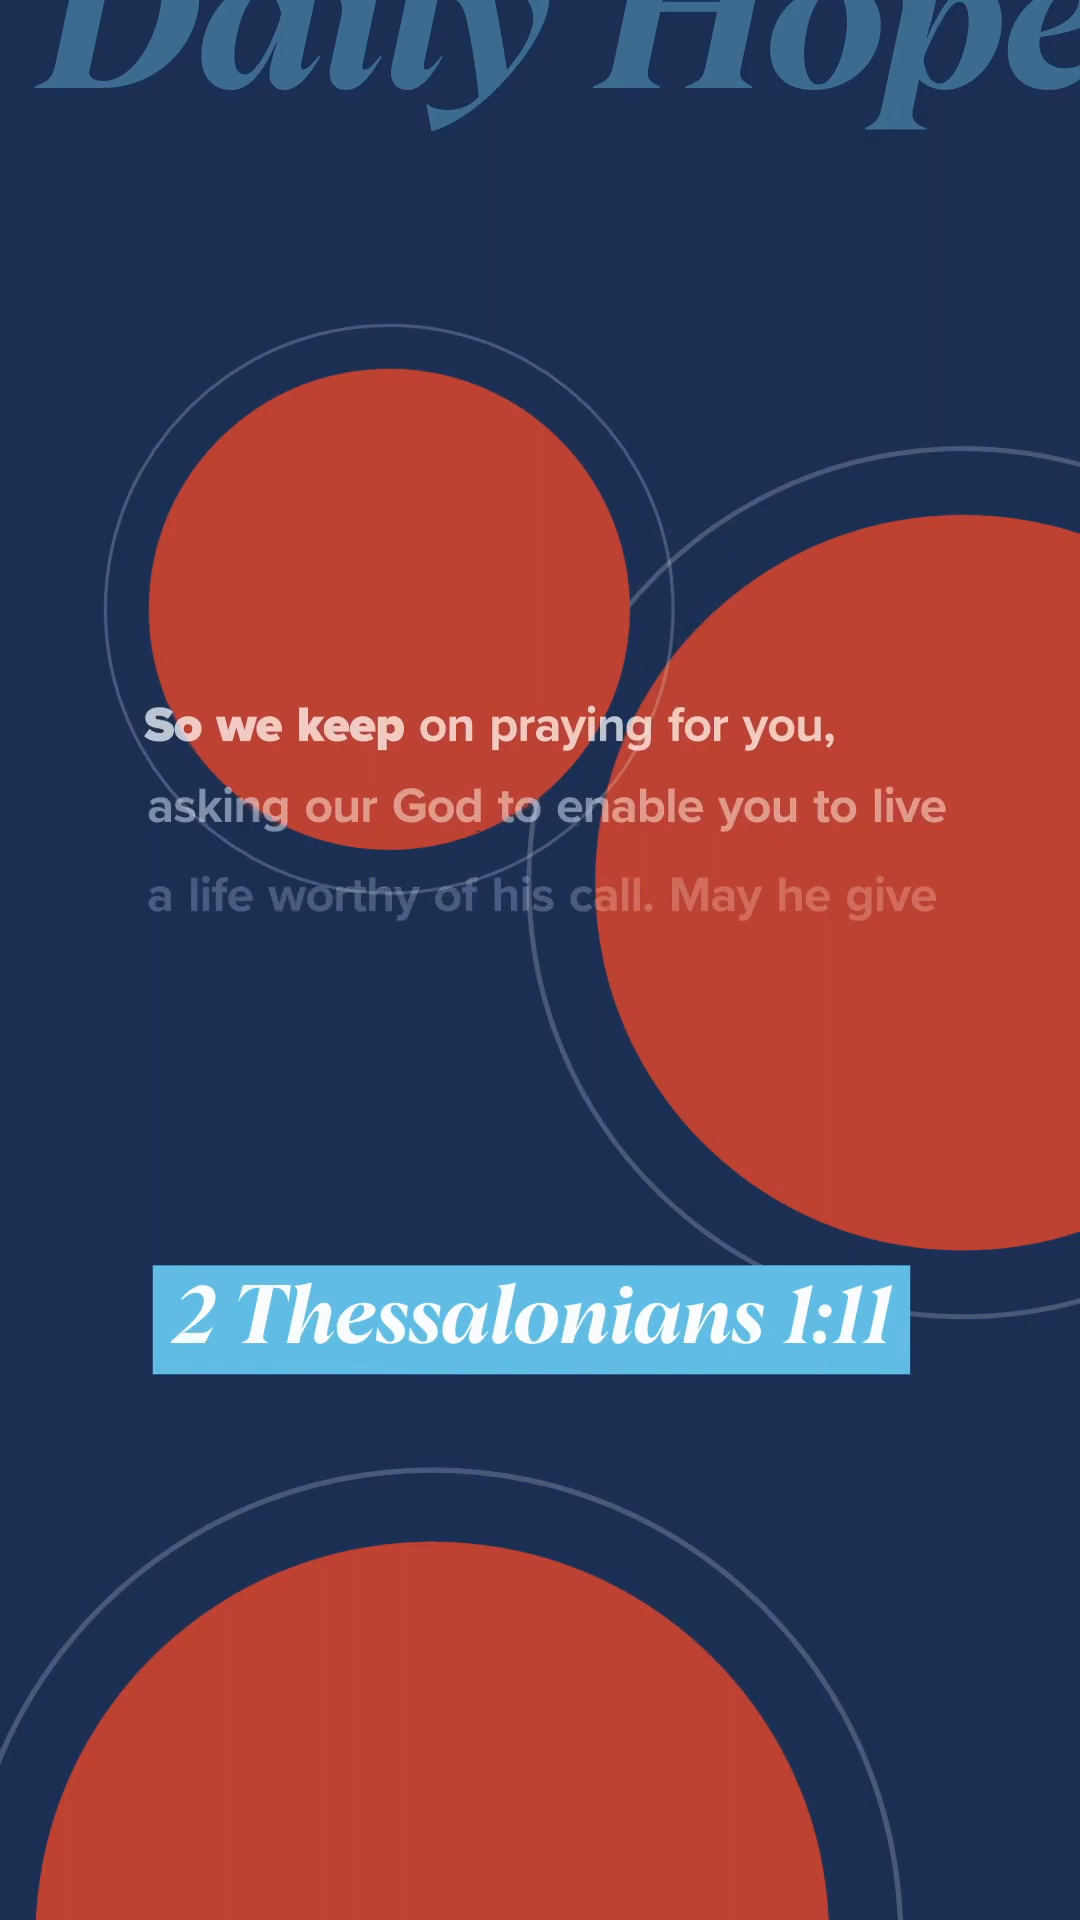 Daily Hope
So we keep on praying for you,
asking our God to enable you to live
a life worthy of his call. May he give
2 Thessalonians 1:11